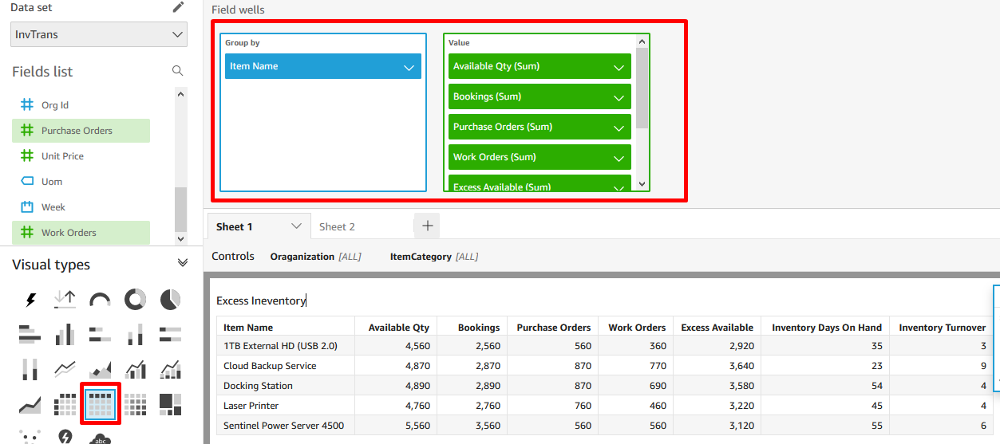 Data set
InvTrans
Fields list
Org Id
Purchase Orders
Unit Price
Uom
Week
Work Orders
Visual types
abc
Field wells
Group by
Item Name
Value
Available Qty (Sum)
Bookings (Sum)
Purchase Orders (Sum)
Work Orders (Sum)
Excess Available (Sum)
Sheet 1 Sheet 2 +
Controls Oraganization [ALL] ItemCategory [ALL]
Excess Ineventory
Item Name Available Qty Bookings Purchase Orders Work Orders Excess Available Inventory Days On Hand Inventory Turnover
1TB External HD (USB 2.0) 4,560 2,560 560 360 2,920 35 3
Cloud Backup Service 4,870 2,870 870 770 3,640 23 9
Docking Station 4,890 2,890 870 690 3,580 54 4
Laser Printer 4,760 2,760 760 460 3,220 45 4
Sentinel Power Server 4500 5,560 3,560 560 560 3,120 55 6